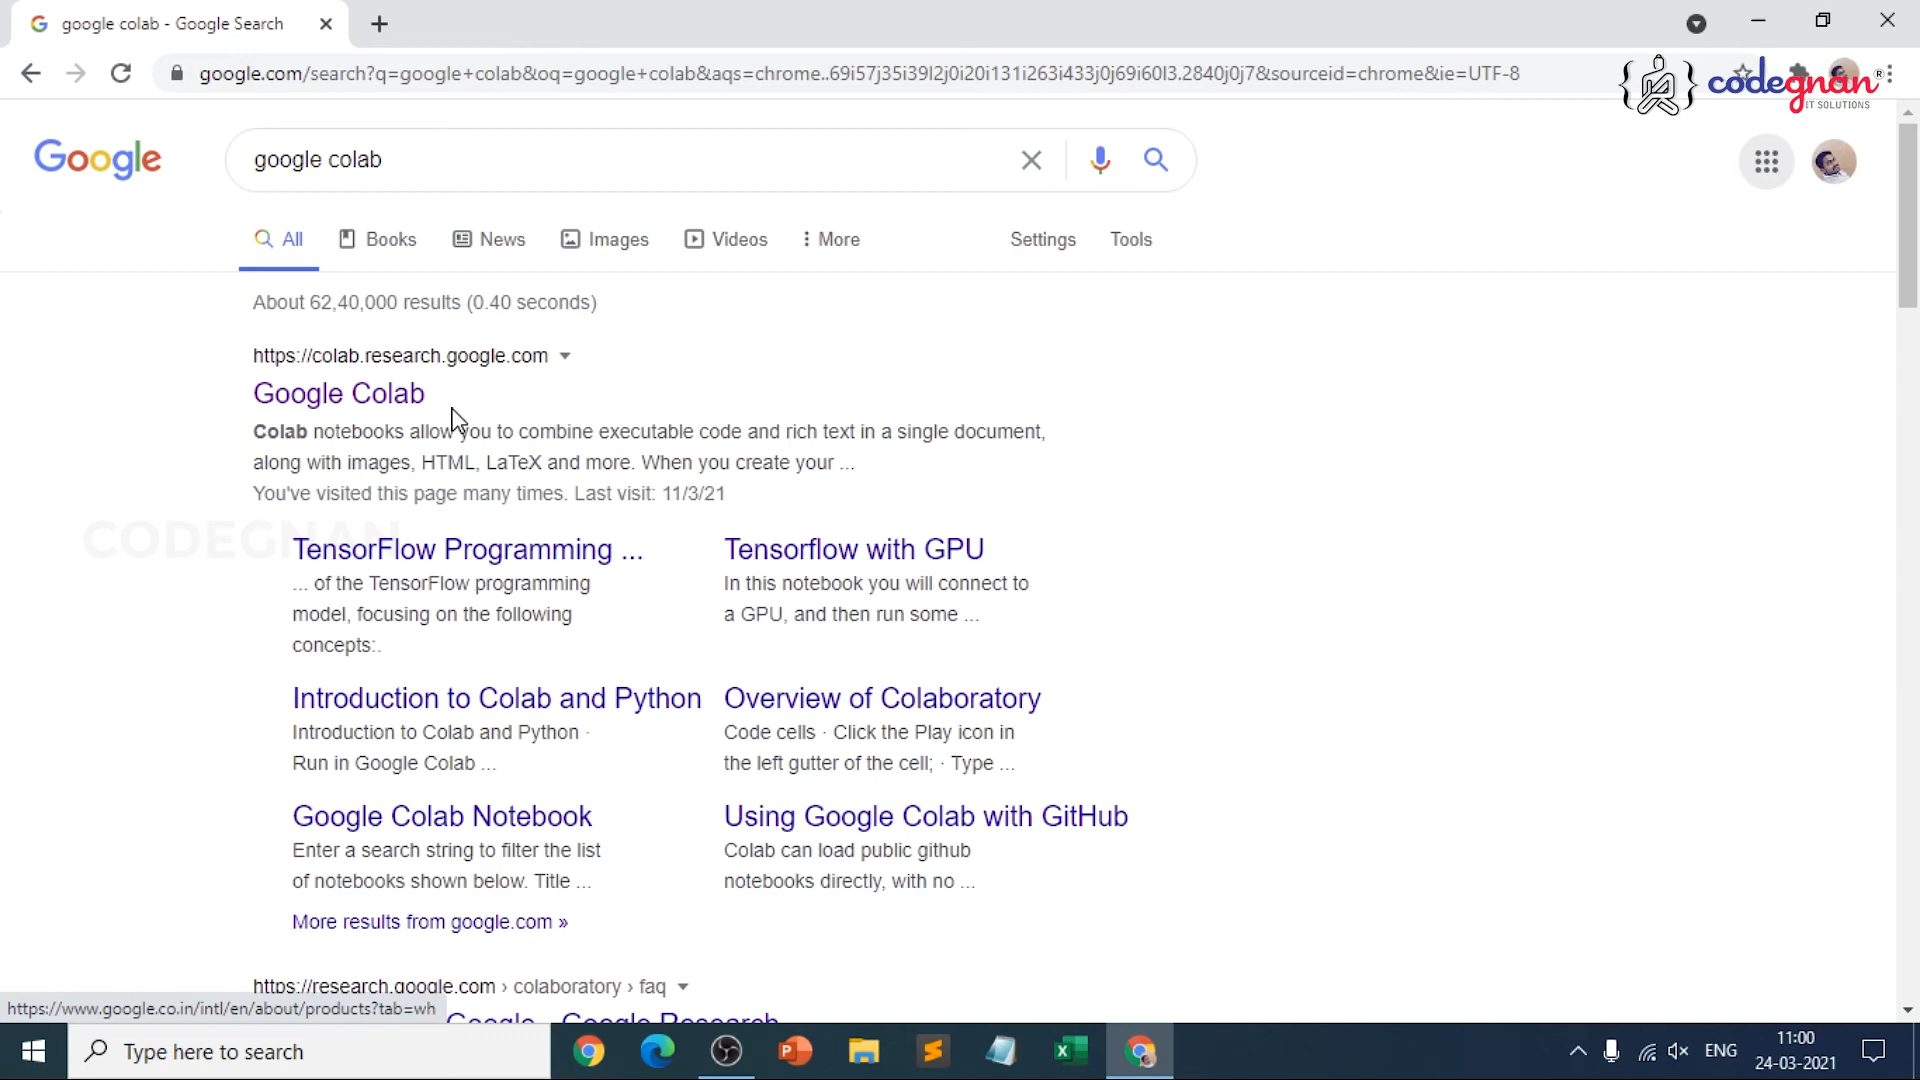 google colab - Google Search
google.com/search?q=google+colab&oq=google+colab&aqs=chrome..69i57j35i39l2j0i20i131i263i433j0j69i60l3.2840j0j7&sourceid=chrome&ie=UTF-8
codegnan®
IT SOLUTIONS
Google
google colab
All Books News Images Videos More Settings Tools
About 62,40,000 results (0.40 seconds)
https://colab.research.google.com
Google Colab
Colab notebooks allow you to combine executable code and rich text in a single document,
along with images, HTML, LaTeX and more. When you create your ...
You've visited this page many times. Last visit: 11/3/21
CODEGNAN
TensorFlow Programming ...
... of the TensorFlow programming
model, focusing on the following
concepts:.
Tensorflow with GPU
In this notebook you will connect to
a GPU, and then run some ...
Introduction to Colab and Python
Introduction to Colab and Python ·
Run in Google Colab ...
Overview of Colaboratory
Code cells · Click the Play icon in
the left gutter of the cell; · Type ...
Google Colab Notebook
Enter a search string to filter the list
of notebooks shown below. Title ...
Using Google Colab with GitHub
Colab can load public github
notebooks directly, with no ...
More results from google.com »
https://research.google.com › colaboratory › faq
Google - Google Research
https://www.google.co.in/intl/en/about/products?tab=wh
Type here to search
ENG
11:00
24-03-2021